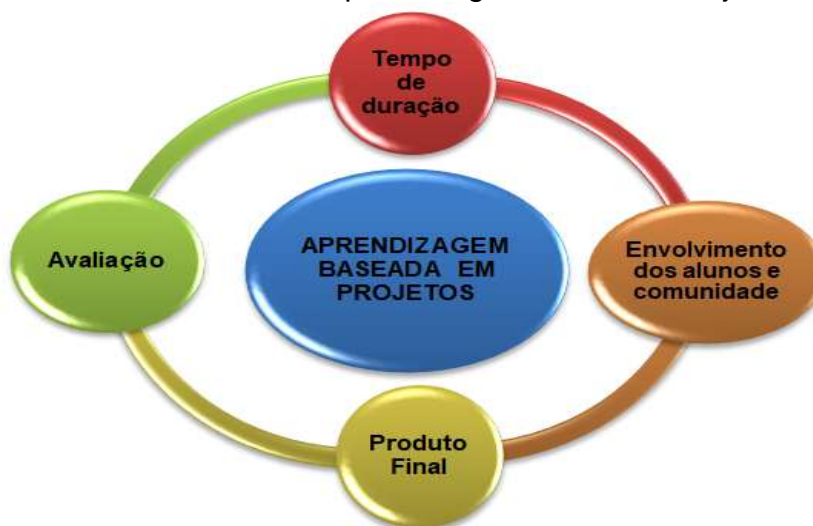 Tempo
de
duração
APRENDIZAGEM
BASEADA EM
PROJETOS
Envolvimento
dos alunos e
comunidade
Avaliação
Produto
Final